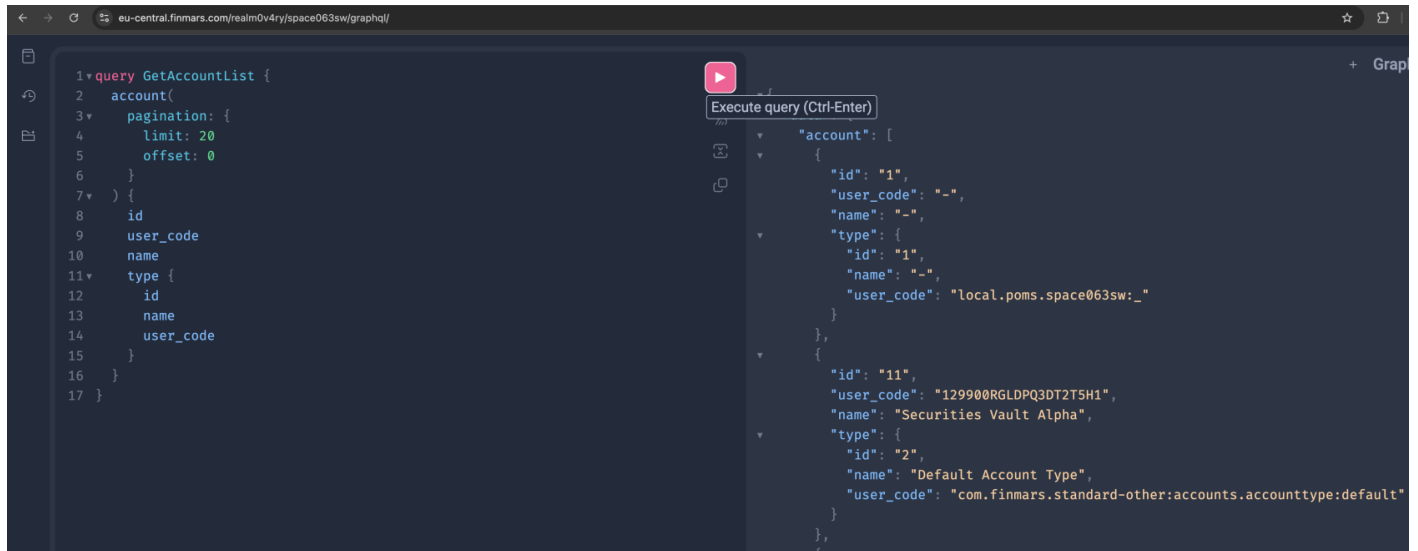 eu-central.finmars.com/realm0v4ry/space063sw/graphql/
1 query GetAccountList {
2 account(
3 pagination: {
4 limit: 20
5 offset: 0
6 }
7 ) {
8 id
9 user_code
10 name
11 type {
12 id
13 name
14 user_code
15 }
16 }
17 }
Execute query (Ctrl-Enter)
+ Graph
{
"account": [
{
"id": "1",
"user_code": "-",
"name": "-",
"type": {
"id": "1",
"name": "-",
"user_code": "local.poms.space063sw:_"
}
},
{
"id": "11",
"user_code": "129900RGLDPQ3DT2T5H1",
"name": "Securities Vault Alpha",
"type": {
"id": "2",
"name": "Default Account Type",
"user_code": "com.finmars.standard-other:accounts.accounttype:default"
}
},
{